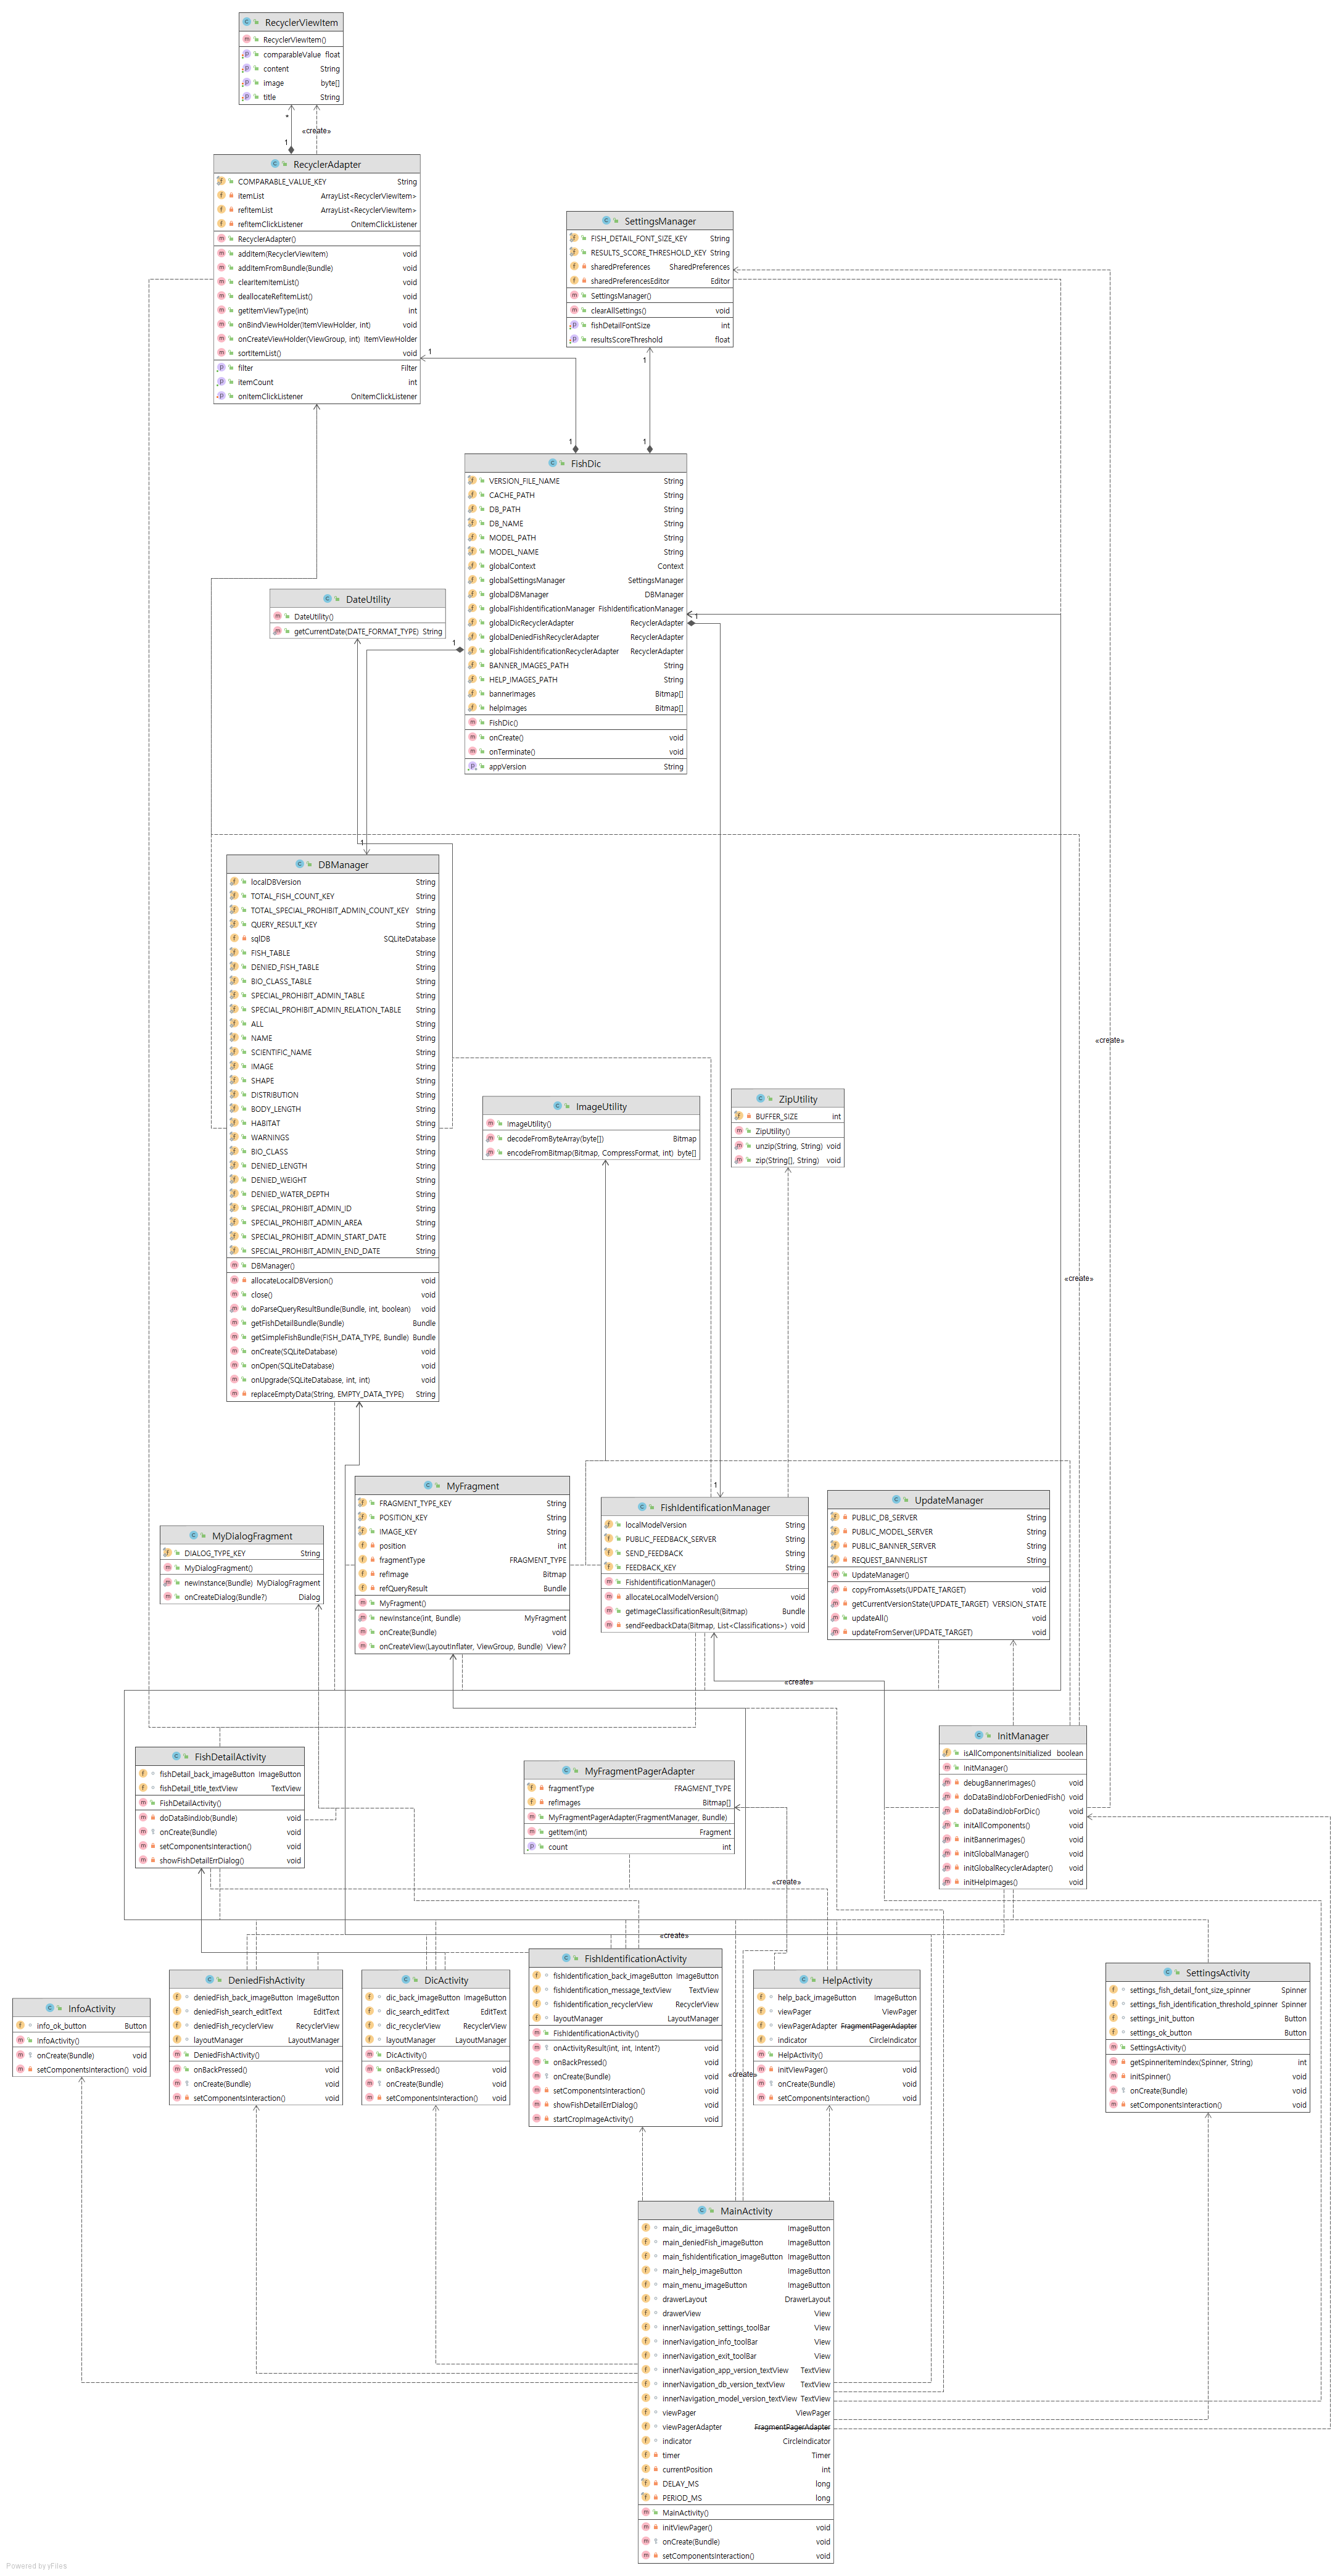 RecyclerViewItem
RecyclerViewItem()
comparableValue float
content String
image byte[]
title String
*
«create»
1
RecyclerAdapter
COMPARABLE_VALUE_KEY String
itemList ArrayList<RecyclerViewItem>
refItemList ArrayList<RecyclerViewItem>
refItemClickListener OnItemClickListener
RecyclerAdapter()
addItem(RecyclerViewItem) void
addItemFromBundle(Bundle) void
clearItemItemList() void
deallocateRefItemList() void
getItemViewType(int) int
onBindViewHolder(ItemViewHolder, int) void
onCreateViewHolder(ViewGroup, int) ItemViewHolder
sortItemList() void
filter Filter
itemCount int
onItemClickListener OnItemClickListener
SettingsManager
FISH_DETAIL_FONT_SIZE_KEY String
RESULTS_SCORE_THRESHOLD_KEY String
sharedPreferences SharedPreferences
sharedPreferencesEditor Editor
SettingsManager()
clearAllSettings() void
fishDetailFontSize int
resultsScoreThreshold float
1
1
1
1
FishDic
VERSION_FILE_NAME String
CACHE_PATH String
DB_PATH String
DB_NAME String
MODEL_PATH String
MODEL_NAME String
globalContext Context
globalSettingsManager SettingsManager
globalDBManager DBManager
globalFishIdentificationManager FishIdentificationManager
globalDicRecyclerAdapter RecyclerAdapter
globalDeniedFishRecyclerAdapter RecyclerAdapter
globalFishIdentificationRecyclerAdapter RecyclerAdapter
BANNER_IMAGES_PATH String
HELP_IMAGES_PATH String
bannerImages Bitmap[]
helpImages Bitmap[]
FishDic()
onCreate() void
onTerminate() void
appVersion String
1
1
DateUtility
DateUtility()
getCurrentDate(DATE_FORMAT_TYPE) String
1
DBManager
localDBVersion String
TOTAL_FISH_COUNT_KEY String
TOTAL_SPECIAL_PROHIBIT_ADMIN_COUNT_KEY String
QUERY_RESULT_KEY String
sqlDB SQLiteDatabase
FISH_TABLE String
DENIED_FISH_TABLE String
BIO_CLASS_TABLE String
SPECIAL_PROHIBIT_ADMIN_TABLE String
SPECIAL_PROHIBIT_ADMIN_RELATION_TABLE String
ALL String
NAME String
SCIENTIFIC_NAME String
IMAGE String
SHAPE String
DISTRIBUTION String
BODY_LENGTH String
HABITAT String
WARNINGS String
BIO_CLASS String
DENIED_LENGTH String
DENIED_WEIGHT String
DENIED_WATER_DEPTH String
SPECIAL_PROHIBIT_ADMIN_ID String
SPECIAL_PROHIBIT_ADMIN_AREA String
SPECIAL_PROHIBIT_ADMIN_START_DATE String
SPECIAL_PROHIBIT_ADMIN_END_DATE String
DBManager()
allocateLocalDBVersion() void
close() void
doParseQueryResultBundle(Bundle, int, boolean) void
getFishDetailBundle(Bundle) Bundle
getSimpleFishBundle(FISH_DATA_TYPE, Bundle) Bundle
onCreate(SQLiteDatabase) void
onOpen(SQLiteDatabase) void
onUpgrade(SQLiteDatabase, int, int) void
replaceEmptyData(String, EMPTY_DATA_TYPE) String
«create»
ImageUtility
ImageUtility()
decodeFromByteArray(byte[]) Bitmap
encodeFromBitmap(Bitmap, CompressFormat, int) byte[]
ZipUtility
BUFFER_SIZE int
ZipUtility()
unzip(String, String) void
zip(String[], String) void
«create»
1
MyFragment
FRAGMENT_TYPE_KEY String
POSITION_KEY String
IMAGE_KEY String
position int
fragmentType FRAGMENT_TYPE
refImage Bitmap
refQueryResult Bundle
MyFragment()
newInstance(int, Bundle) MyFragment
onCreate(Bundle) void
onCreateView(LayoutInflater, ViewGroup, Bundle) View?
FishIdentificationManager
localModelVersion String
PUBLIC_FEEDBACK_SERVER String
SEND_FEEDBACK String
FEEDBACK_KEY String
FishIdentificationManager()
allocateLocalModelVersion() void
getImageClassificationResult(Bitmap) Bundle
sendFeedbackData(Bitmap, List<Classifications>) void
UpdateManager
PUBLIC_DB_SERVER String
PUBLIC_MODEL_SERVER String
PUBLIC_BANNER_SERVER String
REQUEST_BANNERLIST String
UpdateManager()
copyFromAssets(UPDATE_TARGET) void
getCurrentVersionState(UPDATE_TARGET) VERSION_STATE
updateAll() void
updateFromServer(UPDATE_TARGET) void
MyDialogFragment
DIALOG_TYPE_KEY String
MyDialogFragment()
newInstance(Bundle) MyDialogFragment
onCreateDialog(Bundle?) Dialog
«create»
InitManager
isAllComponentsInitialized boolean
InitManager()
debugBannerImages() void
doDataBindJobForDeniedFish() void
doDataBindJobForDic() void
initAllComponents() void
initBannerImages() void
initGlobalManager() void
initGlobalRecyclerAdapter() void
initHelpImages() void
FishDetailActivity
fishDetail_back_imageButton ImageButton
fishDetail_title_textView TextView
FishDetailActivity()
doDataBindJob(Bundle) void
onCreate(Bundle) void
setComponentsInteraction() void
showFishDetailErrDialog() void
MyFragmentPagerAdapter
fragmentType FRAGMENT_TYPE
refImages Bitmap[]
MyFragmentPagerAdapter(FragmentManager, Bundle)
getItem(int) Fragment
count int
«create»
«create»
InfoActivity
info_ok_button Button
InfoActivity()
onCreate(Bundle) void
setComponentsInteraction() void
DeniedFishActivity
deniedFish_back_imageButton ImageButton
deniedFish_search_editText EditText
deniedFish_recyclerView RecyclerView
layoutManager LayoutManager
DeniedFishActivity()
onBackPressed() void
onCreate(Bundle) void
setComponentsInteraction() void
DicActivity
dic_back_imageButton ImageButton
dic_search_editText EditText
dic_recyclerView RecyclerView
layoutManager LayoutManager
DicActivity()
onBackPressed() void
onCreate(Bundle) void
setComponentsInteraction() void
FishIdentificationActivity
fishIdentification_back_imageButton ImageButton
fishIdentification_message_textView TextView
fishIdentification_recyclerView RecyclerView
layoutManager LayoutManager
FishIdentificationActivity()
onActivityResult(int, int, Intent?) void
onBackPressed() void
onCreate(Bundle) void
setComponentsInteraction() void
showFishDetailErrDialog() void
startCropImageActivity() void
«create»
HelpActivity
help_back_imageButton ImageButton
viewPager ViewPager
viewPagerAdapter FragmentPagerAdapter
indicator CircleIndicator
HelpActivity()
initViewPager() void
onCreate(Bundle) void
setComponentsInteraction() void
SettingsActivity
settings_fish_detail_font_size_spinner Spinner
settings_fish_identification_threshold_spinner Spinner
settings_init_button Button
settings_ok_button Button
SettingsActivity()
getSpinnerItemIndex(Spinner, String) int
initSpinner() void
onCreate(Bundle) void
setComponentsInteraction() void
MainActivity
main_dic_imageButton ImageButton
main_deniedFish_imageButton ImageButton
main_fishIdentification_imageButton ImageButton
main_help_imageButton ImageButton
main_menu_imageButton ImageButton
drawerLayout DrawerLayout
drawerView View
innerNavigation_settings_toolBar View
innerNavigation_info_toolBar View
innerNavigation_exit_toolBar View
innerNavigation_app_version_textView TextView
innerNavigation_db_version_textView TextView
innerNavigation_model_version_textView TextView
viewPager ViewPager
viewPagerAdapter FragmentPagerAdapter
indicator CircleIndicator
timer Timer
currentPosition int
DELAY_MS long
PERIOD_MS long
MainActivity()
initViewPager() void
onCreate(Bundle) void
setComponentsInteraction() void
Powered by yFiles